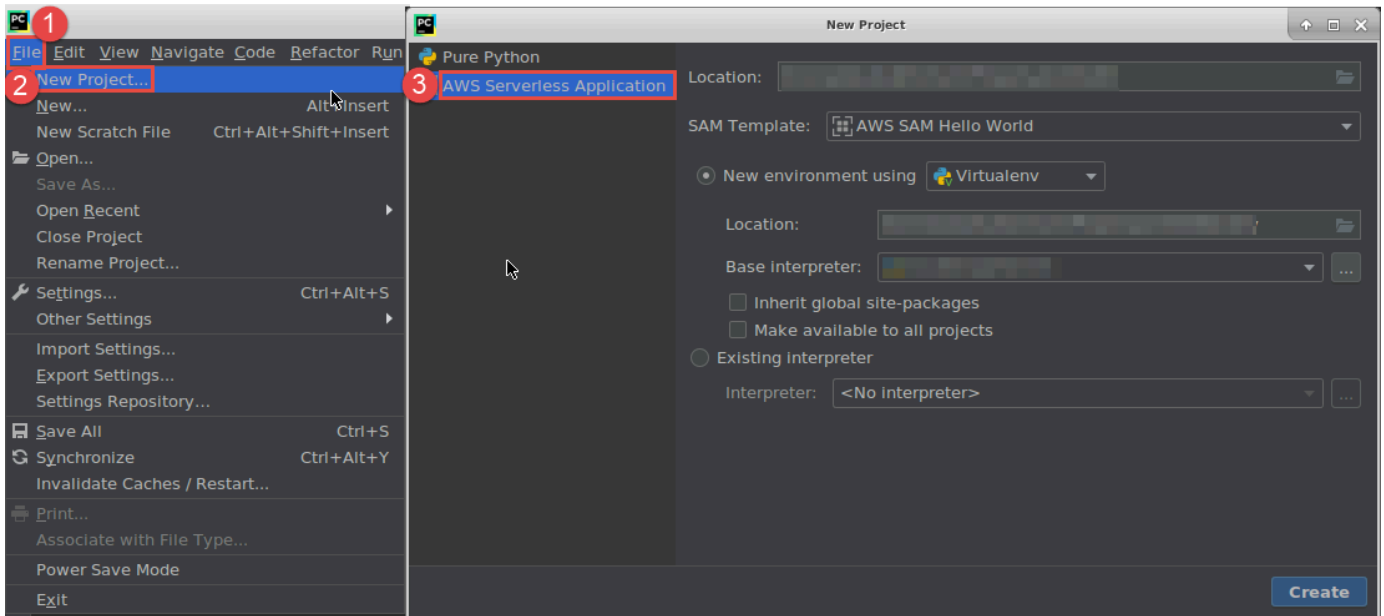 PC
1
File Edit View Navigate Code Refactor Run
2
New Project...
New... Alt+Insert
New Scratch File Ctrl+Alt+Shift+Insert
Open...
Save As...
Open Recent
Close Project
Rename Project...
Settings... Ctrl+Alt+S
Other Settings
Import Settings...
Export Settings...
Settings Repository...
Save All Ctrl+S
Synchronize Ctrl+Alt+Y
Invalidate Caches / Restart...
Print...
Associate with File Type...
Power Save Mode
Exit
PC
New Project
Pure Python
3
AWS Serverless Application
Location:
SAM Template: AWS SAM Hello World
New environment using Virtualenv
Location:
Base interpreter: ...
Inherit global site-packages
Make available to all projects
Existing interpreter
Interpreter: <No interpreter> ...
Create